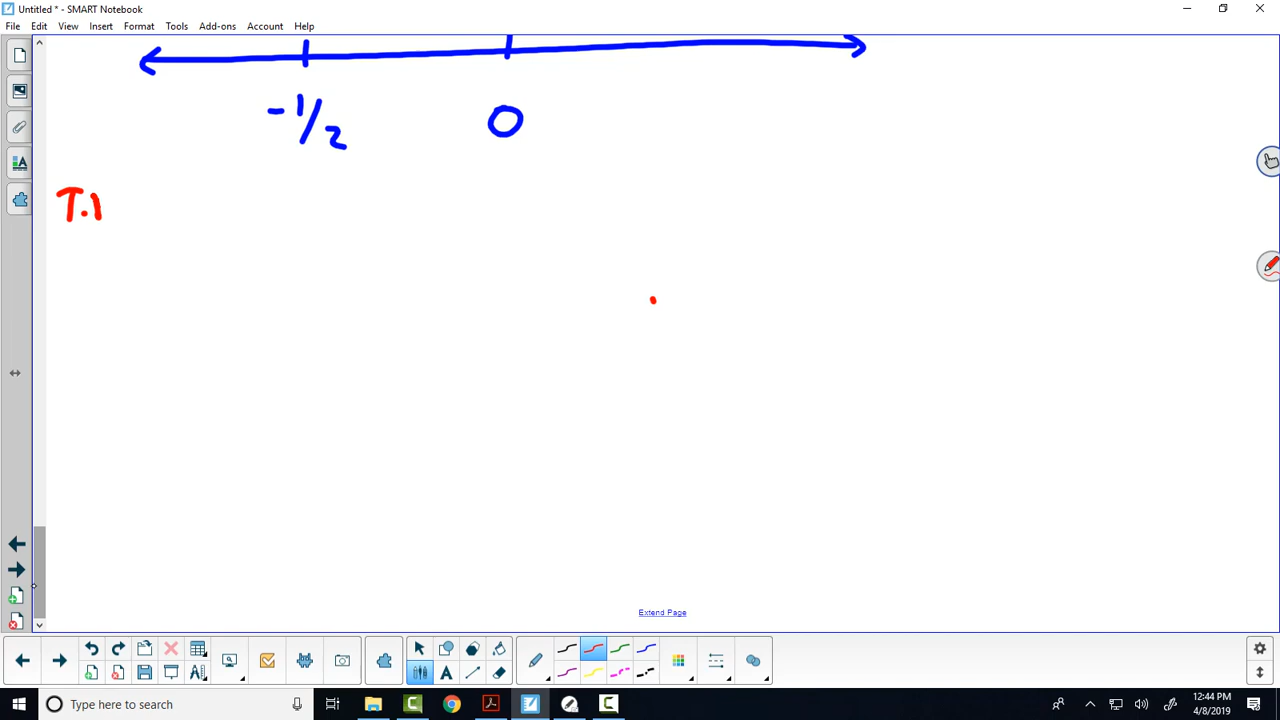 Untitled * - SMART Notebook
File Edit View Insert Format Tools Add-ons Account Help
-1/2 0
T.I
Extend Page
Type here to search
12:44 PM
4/8/2019